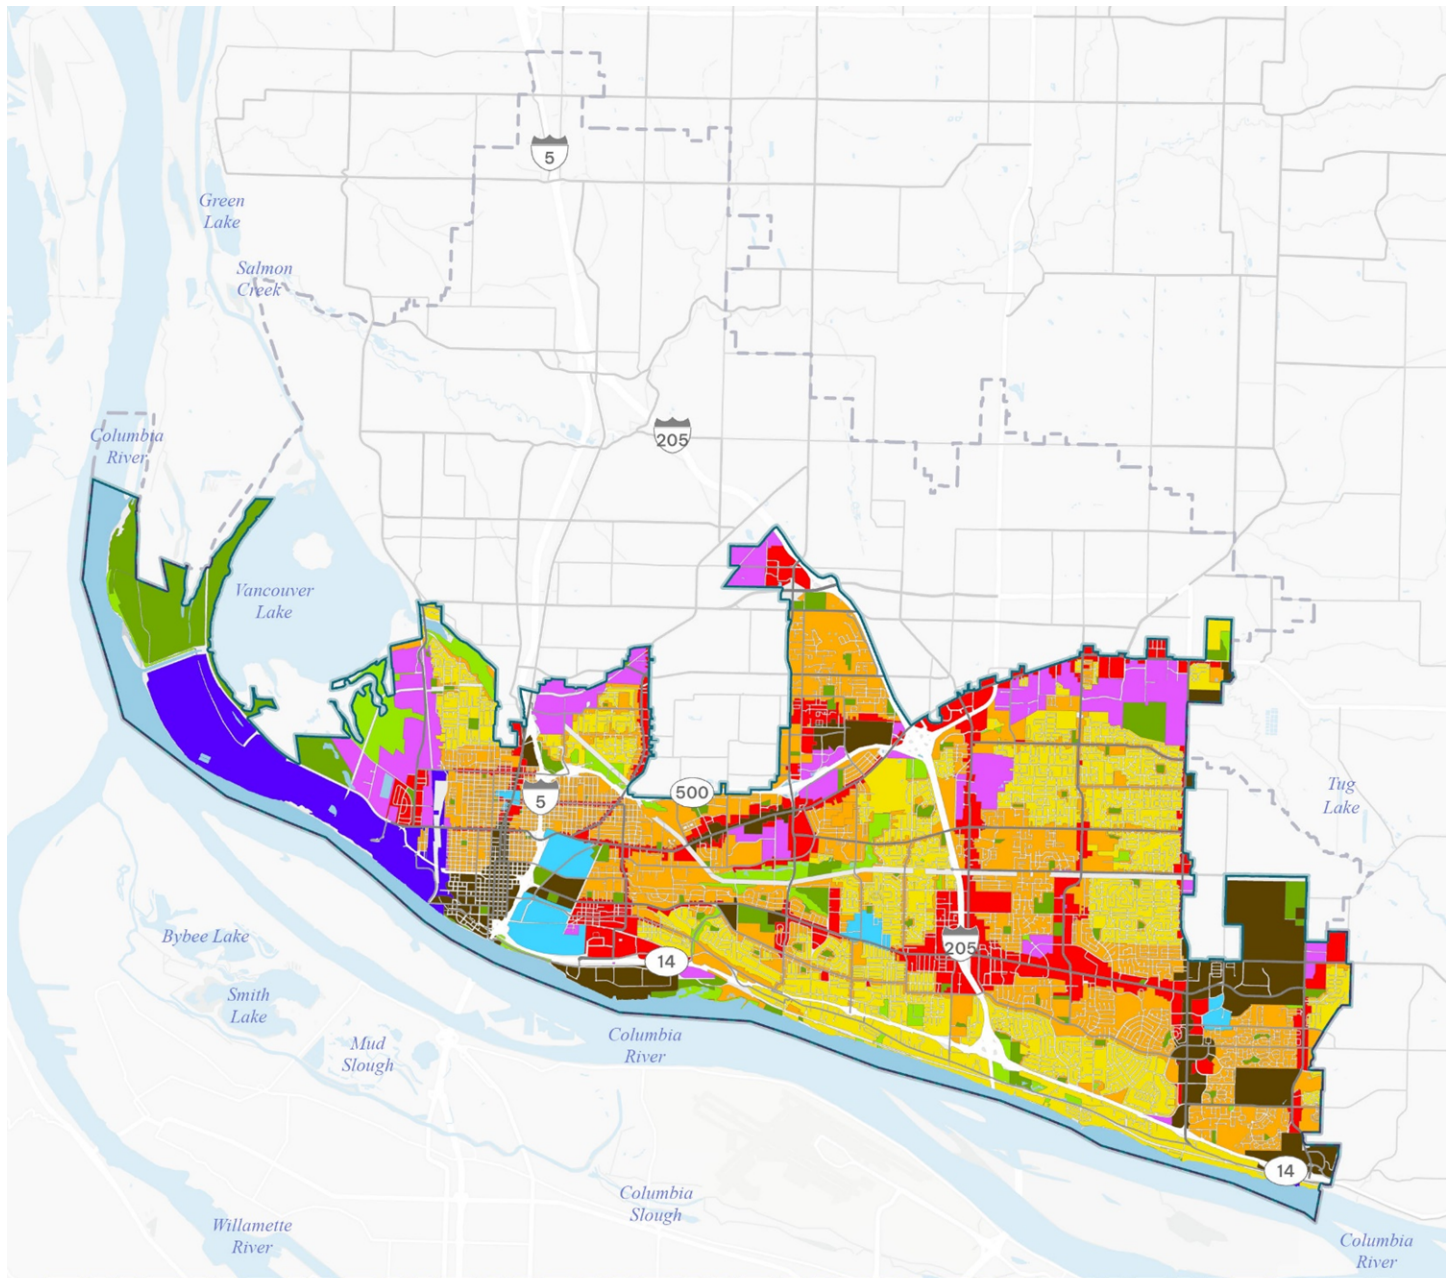 5
Green
Lake
Salmon
Creek
205
Columbia
River
Vancouver
Lake
500
5
Tug
Lake
Bybee Lake
205
14
Smith
Lake
Mud
Slough
Columbia
River
14
Columbia
Slough
Willamette
River
Columbia
River